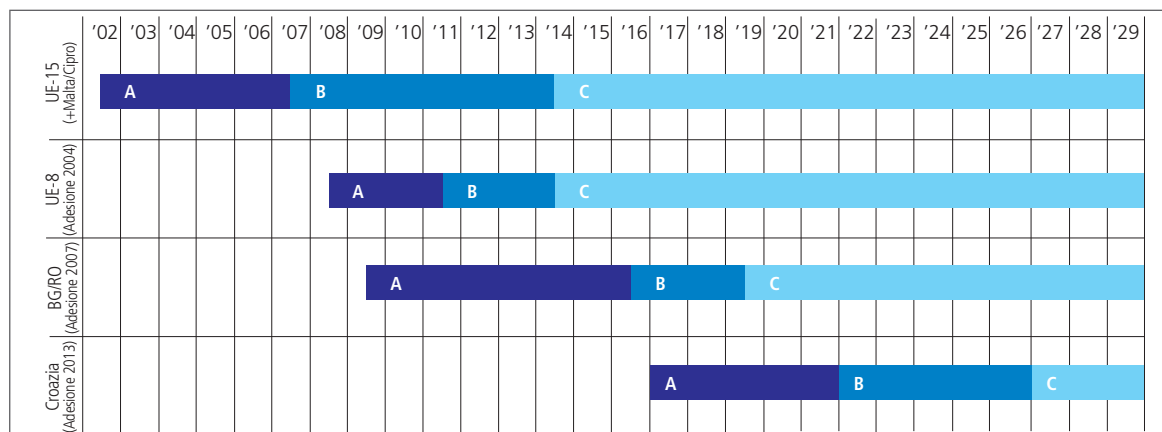 ’02 ’03 ’04 ’05 ’06 ’07 ’08 ’09 ’10 ’11 ’12 ’13 ’14 ’15 ’16 ’17 ’18 ’19 ’20 ’21 ’22 ’23 ’24 ’25 ’26 ’27 ’28 ’29
UE-15
(+Malta/Cipro)
A B C
UE-8
(Adesione 2004)
A B C
BG/RO
(Adesione 2007)
A B C
Croazia
(Adesione 2013)
A B C